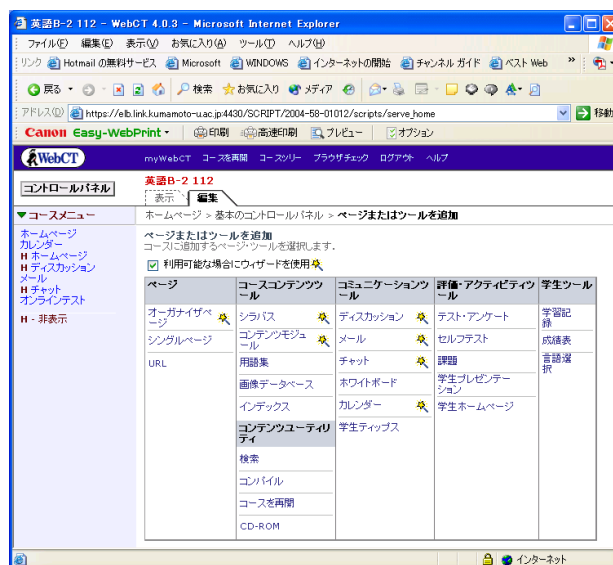 英語B-2 112 - WebCT 4.0.3 - Microsoft Internet Explorer
ファイル(F) 編集(E) 表示(V) お気に入り(A) ツール(T) ヘルプ(H)
リンク Hotmail の無料サービス Microsoft WINDOWS インターネットの開始 チャンネル ガイド ベスト Web »
戻る 検索 お気に入り メディア
アドレス(D) https://elb.link.kumamoto-u.ac.jp:4430/SCRIPT/2004-58-01012/scripts/serve_home 移動
Canon Easy-WebPrint 印刷 高速印刷 プレビュー オプション
WebCT myWebCT コースを再開 コースツリー ブラウザチェック ログアウト ヘルプ
コントロールパネル
英語B-2 112
表示 編集
▼コースメニュー
ホームページ > 基本のコントロールパネル > ページまたはツールを追加
ホームページ
カレンダー
H ホームページ
H ディスカッション
メール
H チャット
オンラインテスト
H - 非表示
ページまたはツールを追加
コースに追加するページ・ツールを選択します.
利用可能な場合にウィザードを使用
ページ
オーガナイザページ
シングルページ
URL
コースコンテンツツール
シラバス
コンテンツモジュール
用語集
画像データベース
インデックス
コンテンツユーティリティ
検索
コンパイル
コースを再開
CD-ROM
コミュニケーションツール
ディスカッション
メール
チャット
ホワイトボード
カレンダー
学生ティップス
評価・アクティビティツール
テスト・アンケート
セルフテスト
課題
学生プレゼンテーション
学生ホームページ
学生ツール
学習記録
成績表
言語選択
インターネット